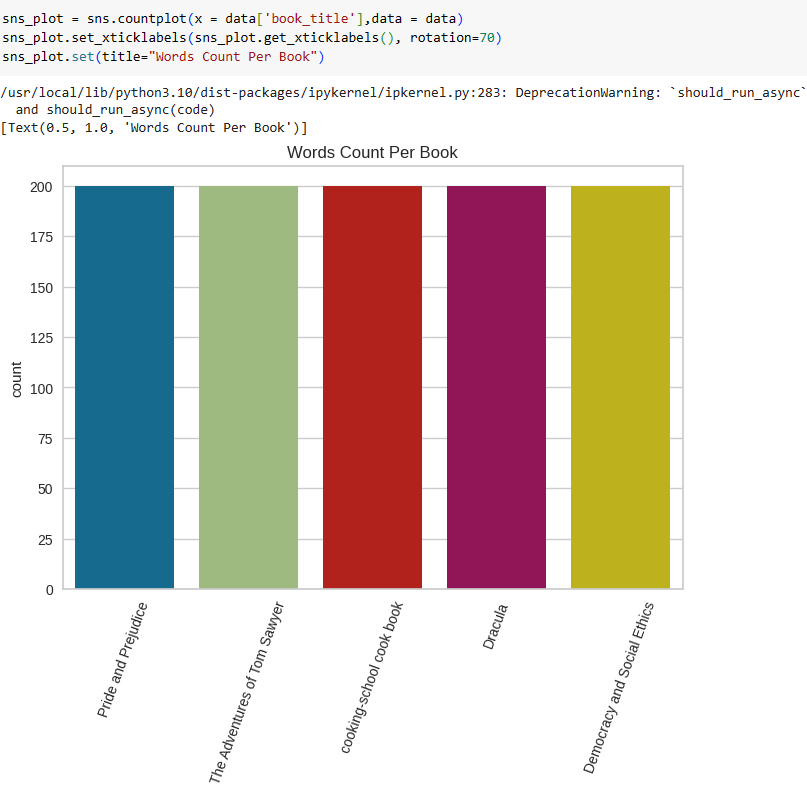 sns_plot = sns.countplot(x = data['book_title'],data = data)
sns_plot.set_xticklabels(sns_plot.get_xticklabels(), rotation=70)
sns_plot.set(title="Words Count Per Book")
/usr/local/lib/python3.10/dist-packages/ipykernel/ipkernel.py:283: DeprecationWarning: `should_run_async`
and should_run_async(code)
[Text(0.5, 1.0, 'Words Count Per Book')]
Words Count Per Book
200
175
150
125
100
75
50
25
0
count
Pride and Prejudice
The Adventures of Tom Sawyer
cooking-school cook book
Dracula
Democracy and Social Ethics